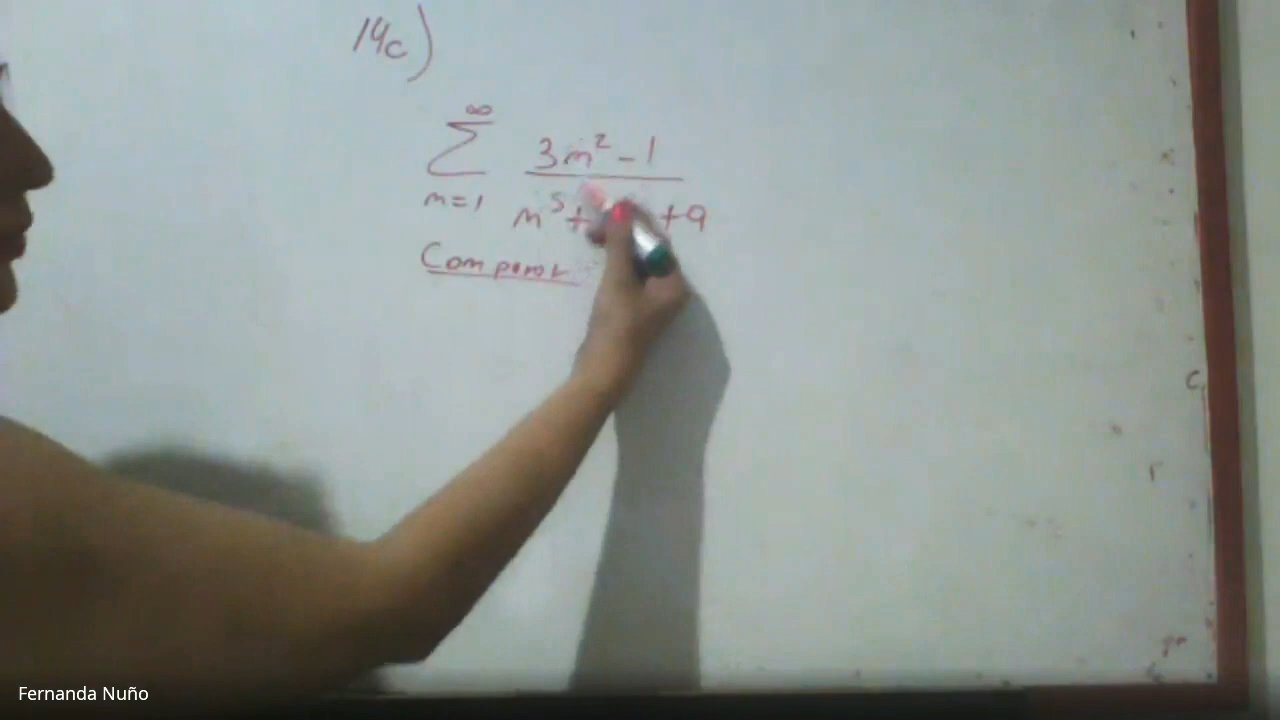 14c)
∞
Σ 3m² - 1
m=1 m⁵ + +9
Comparar
Fernanda Nuño